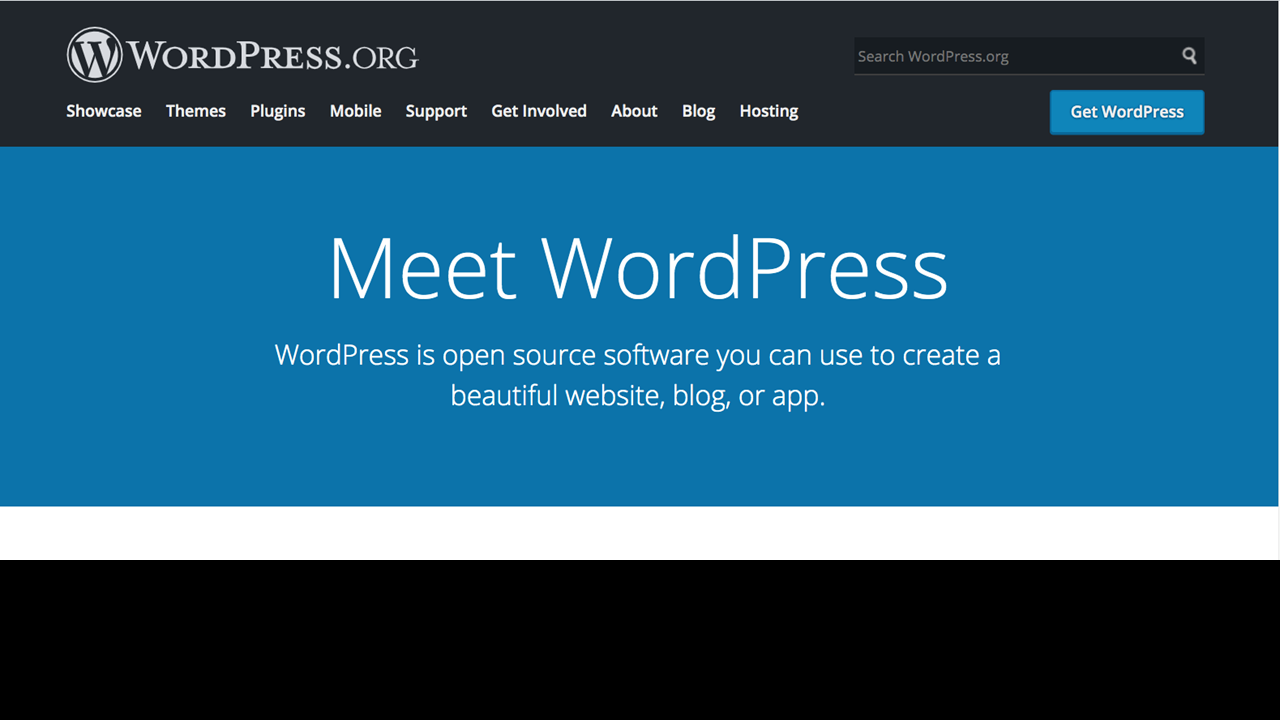 WORDPRESS.ORG
Search WordPress.org
Showcase Themes Plugins Mobile Support Get Involved About Blog Hosting
Get WordPress
Meet WordPress
WordPress is open source software you can use to create a
beautiful website, blog, or app.